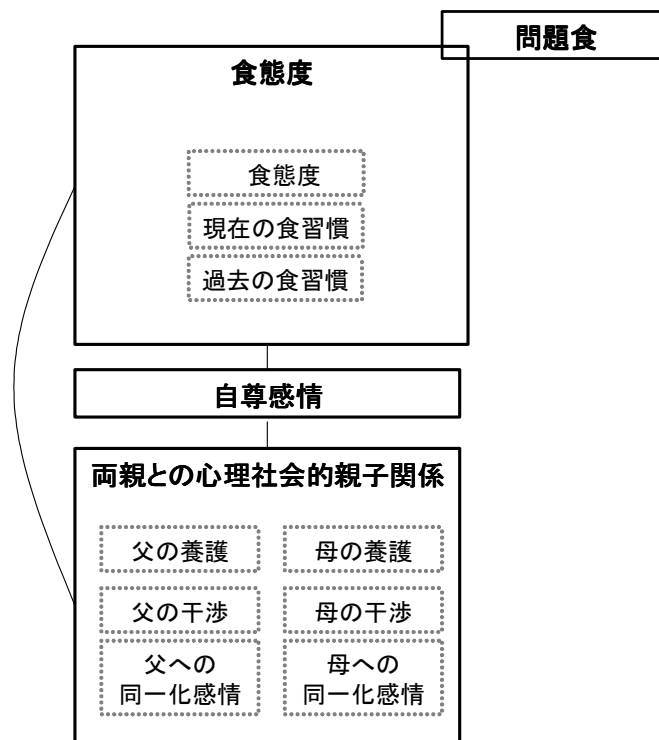 問題食
食態度
食態度
現在の食習慣
過去の食習慣
自尊感情
両親との心理社会的親子関係
父の養護
母の養護
父の干渉
母の干渉
父への
同一化感情
母への
同一化感情